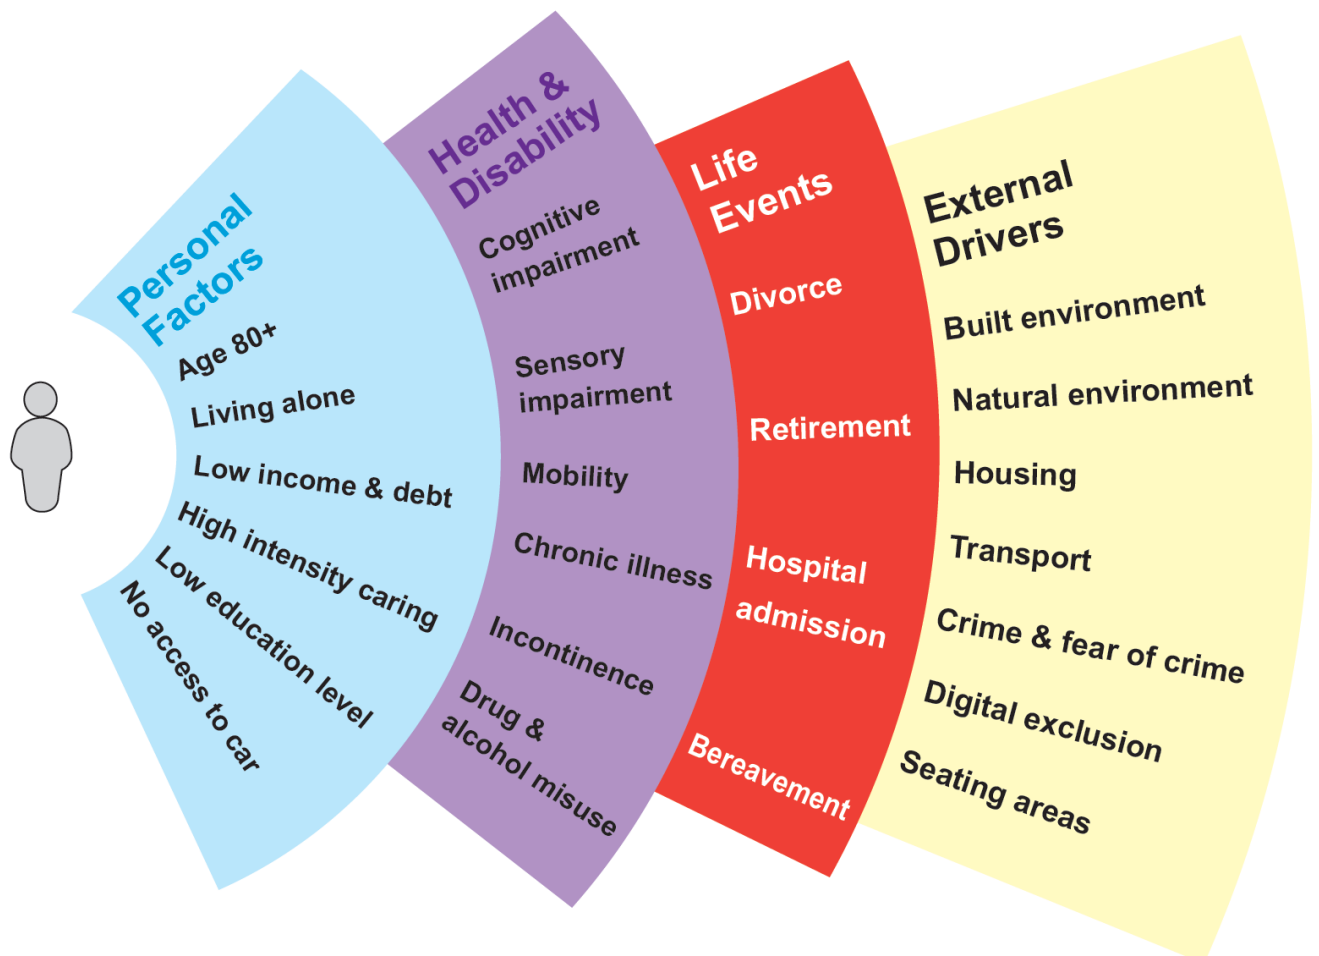 Personal
Factors
Age 80+
Living alone
Low income & debt
High intensity caring
Low education level
No access to car
Health &
Disability
Cognitive
impairment
Sensory
impairment
Mobility
Chronic illness
Incontinence
Drug &
alcohol misuse
Life
Events
Divorce
Retirement
Hospital
admission
Bereavement
External
Drivers
Built environment
Natural environment
Housing
Transport
Crime & fear of crime
Digital exclusion
Seating areas